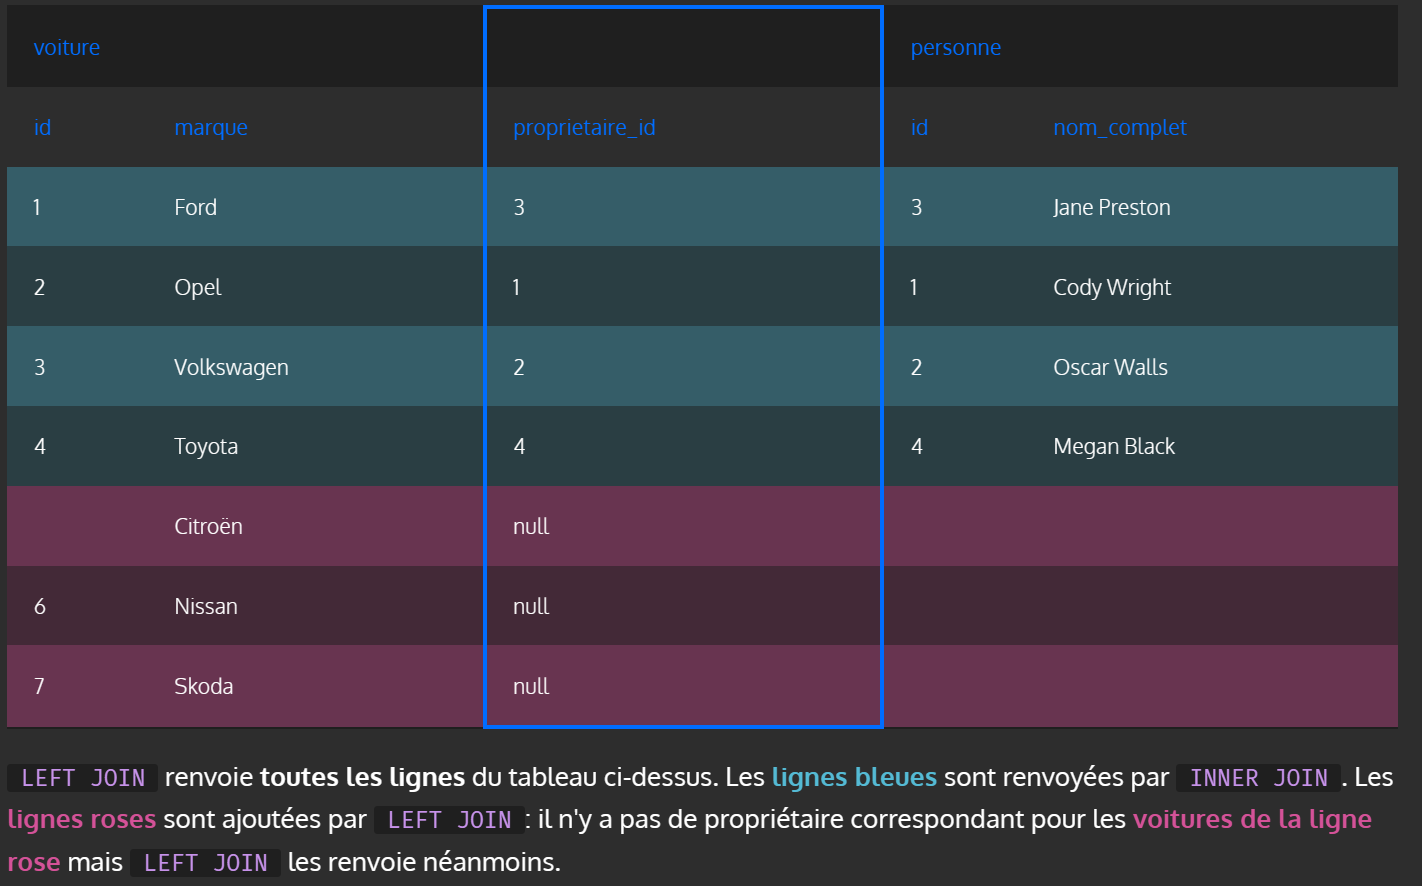 voiture personne
id marque proprietaire_id id nom_complet
1 Ford 3 3 Jane Preston
2 Opel 1 1 Cody Wright
3 Volkswagen 2 2 Oscar Walls
4 Toyota 4 4 Megan Black
Citroën null
6 Nissan null
7 Skoda null
LEFT JOIN renvoie toutes les lignes du tableau ci-dessus. Les lignes bleues sont renvoyées par INNER JOIN. Les
lignes roses sont ajoutées par LEFT JOIN: il n'y a pas de propriétaire correspondant pour les voitures de la ligne
rose mais LEFT JOIN les renvoie néanmoins.